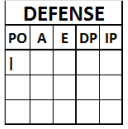 DEFENSE
PO A E DP IP
|